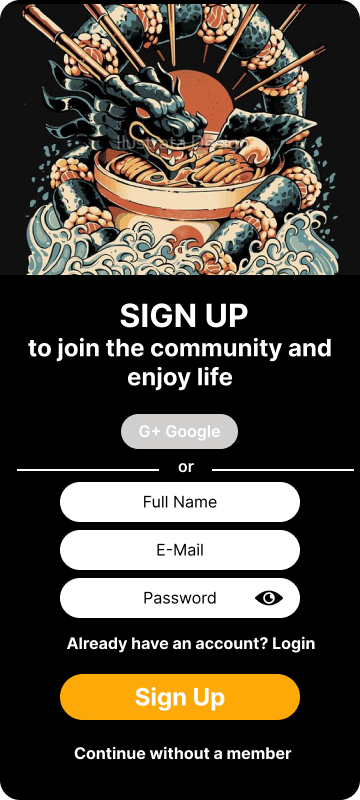 SIGN UP
to join the community and
enjoy life
G+ Google
or
Full Name
E-Mail
Password
Already have an account? Login
Sign Up
Continue without a member